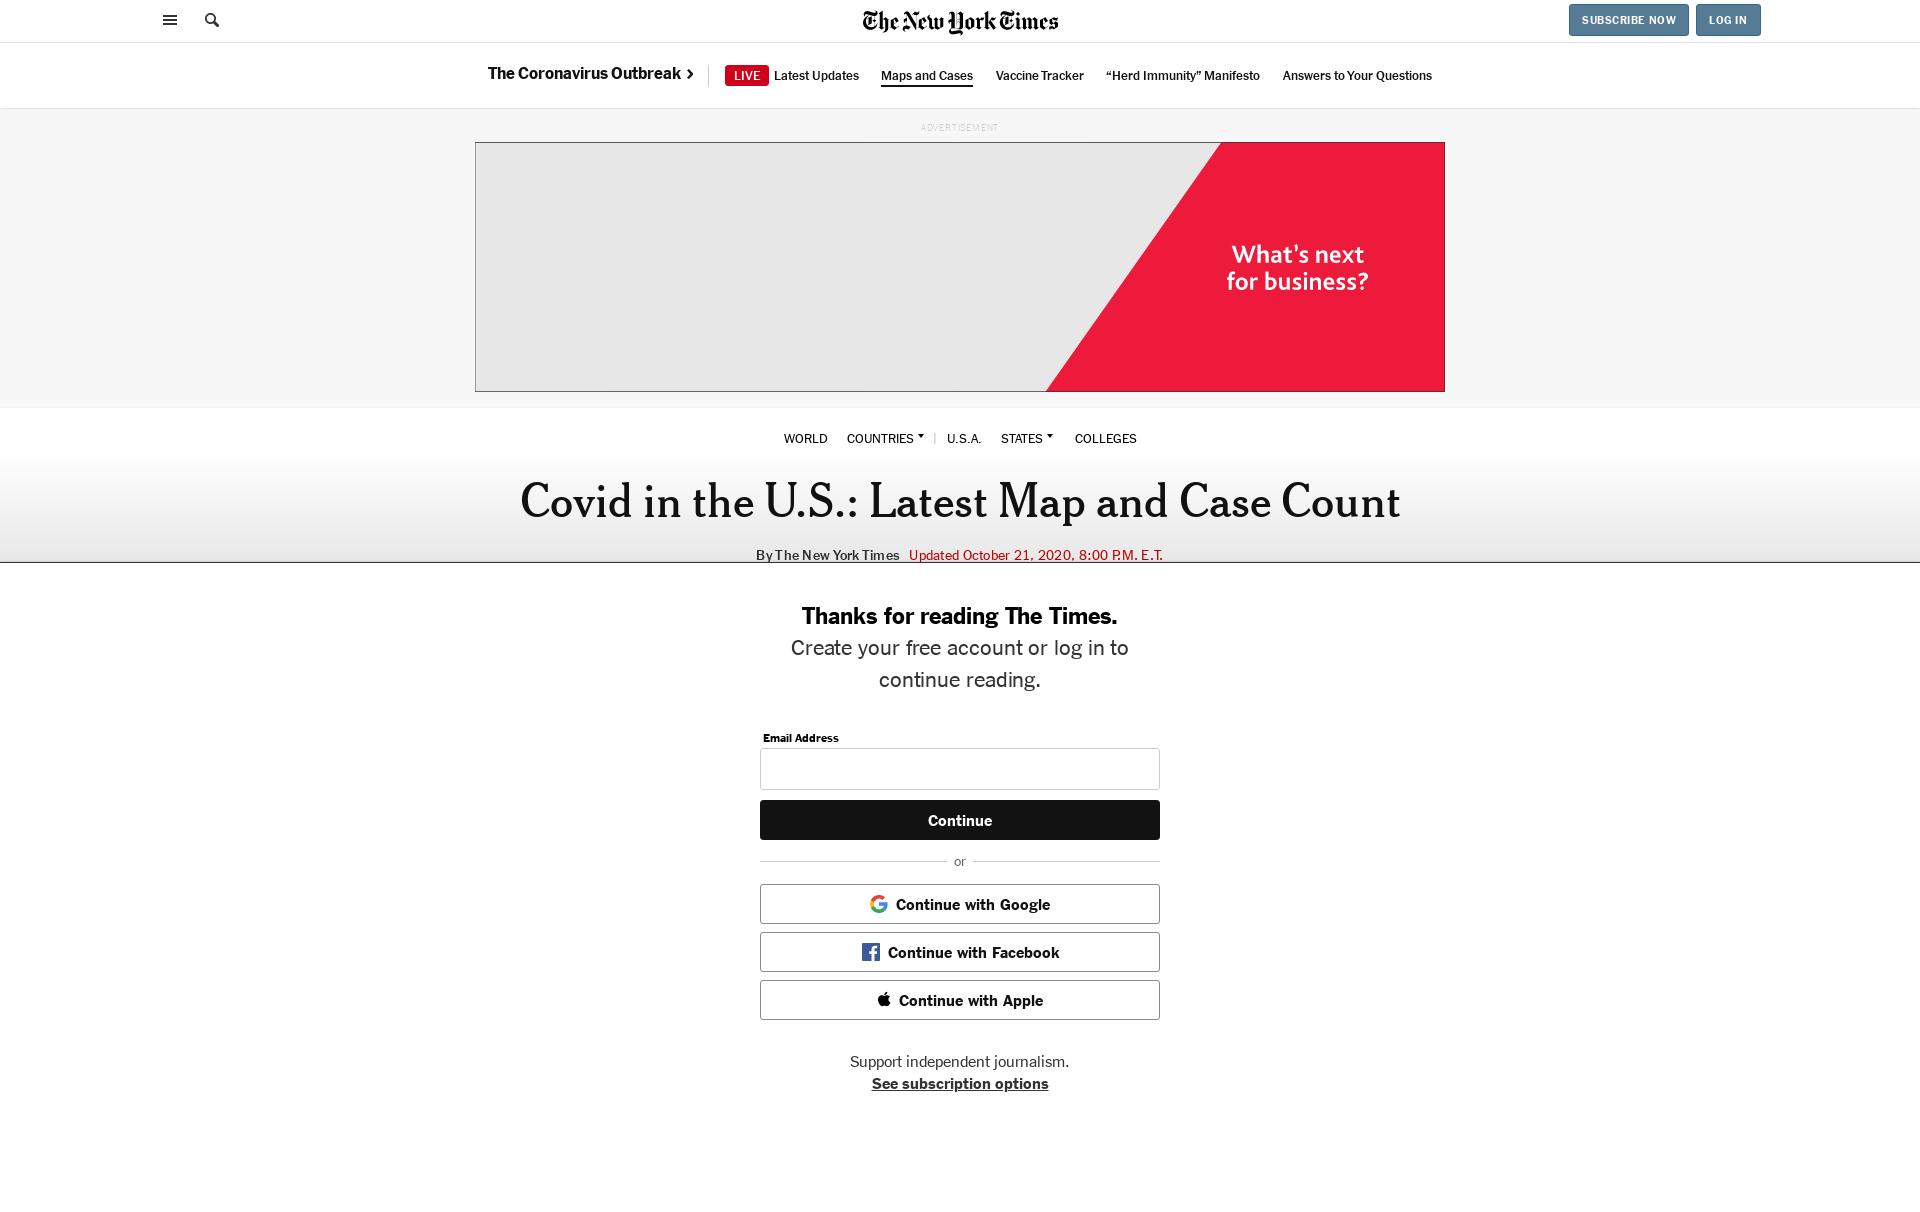 The New York Times
SUBSCRIBE NOW
LOG IN
The Coronavirus Outbreak
LIVE Latest Updates
Maps and Cases
Vaccine Tracker
“Herd Immunity” Manifesto
Answers to Your Questions
ADVERTISEMENT
What’s next
for business?
WORLD
COUNTRIES
U.S.A.
STATES
COLLEGES
Covid in the U.S.: Latest Map and Case Count
By The New York Times Updated October 21, 2020, 8:00 P.M. E.T.
Thanks for reading The Times.
Create your free account or log in to
continue reading.
Email Address
Continue
or
Continue with Google
Continue with Facebook
Continue with Apple
Support independent journalism.
See subscription options